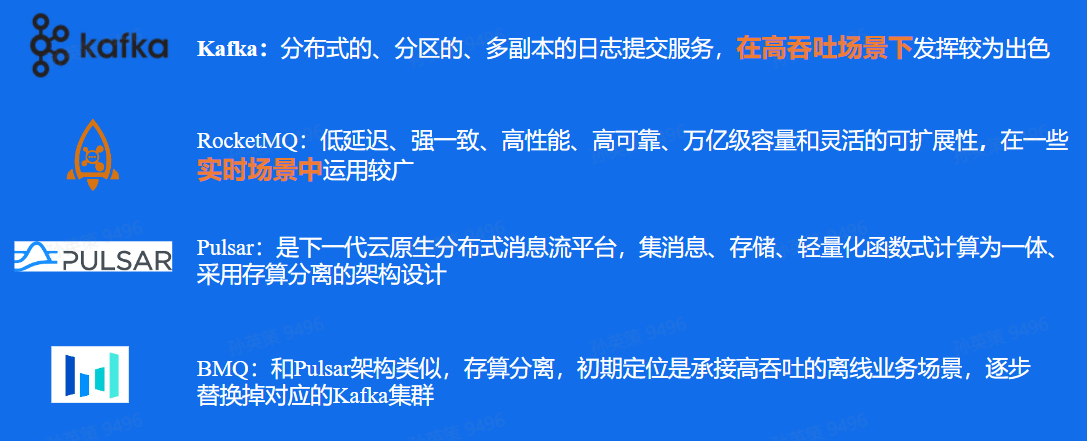 kafka
Kafka：分布式的、分区的、多副本的日志提交服务，在高吞吐场景下发挥较为出色
RocketMQ：低延迟、强一致、高性能、高可靠、万亿级容量和灵活的可扩展性，在一些
实时场景中运用较广
PULSAR
Pulsar：是下一代云原生分布式消息流平台，集消息、存储、轻量化函数式计算为一体、
采用存算分离的架构设计
BMQ：和Pulsar架构类似，存算分离，初期定位是承接高吞吐的离线业务场景，逐步
替换掉对应的Kafka集群